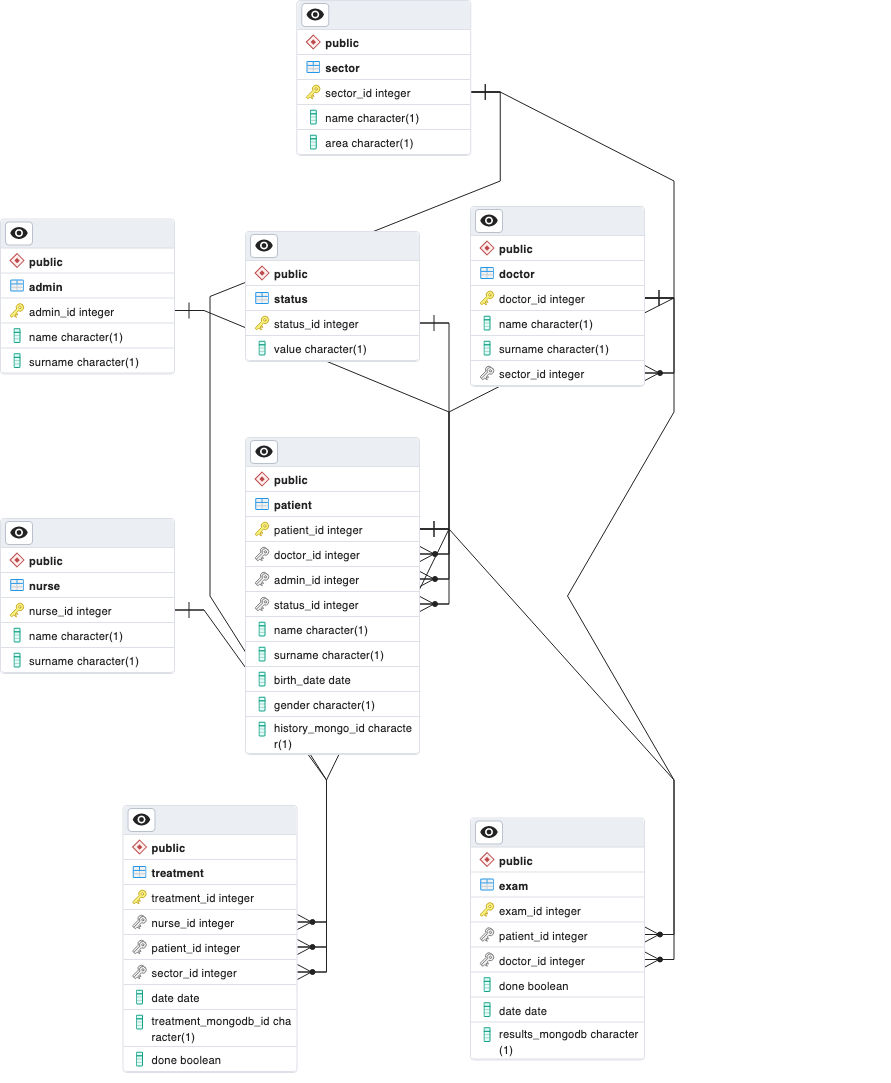 public
sector
sector_id integer
name character(1)
area character(1)
public
admin
admin_id integer
name character(1)
surname character(1)
public
status
status_id integer
value character(1)
public
doctor
doctor_id integer
name character(1)
surname character(1)
sector_id integer
public
patient
patient_id integer
doctor_id integer
admin_id integer
status_id integer
name character(1)
surname character(1)
birth_date date
gender character(1)
history_mongo_id characte
r(1)
public
nurse
nurse_id integer
name character(1)
surname character(1)
public
treatment
treatment_id integer
nurse_id integer
patient_id integer
sector_id integer
date date
treatment_mongodb_id cha
racter(1)
done boolean
public
exam
exam_id integer
patient_id integer
doctor_id integer
done boolean
date date
results_mongodb character
(1)